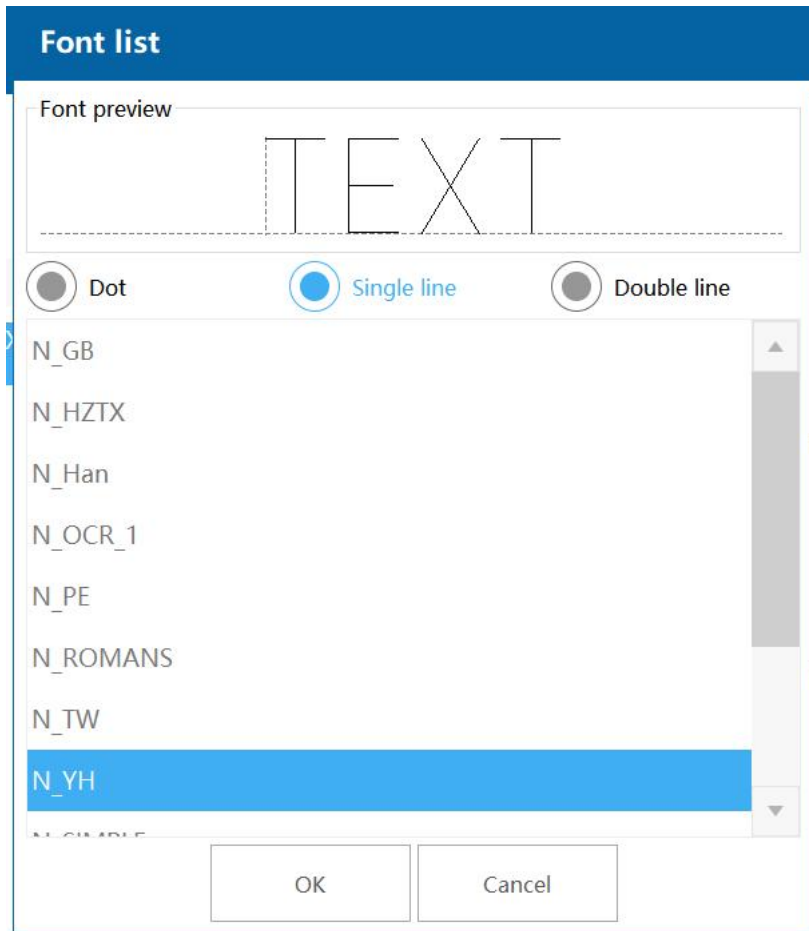 Font list
Font preview
TEXT
Dot Single line Double line
N_GB
N_HZTX
N_Han
N_OCR_1
N_PE
N_ROMANS
N_TW
N_YH
OK Cancel